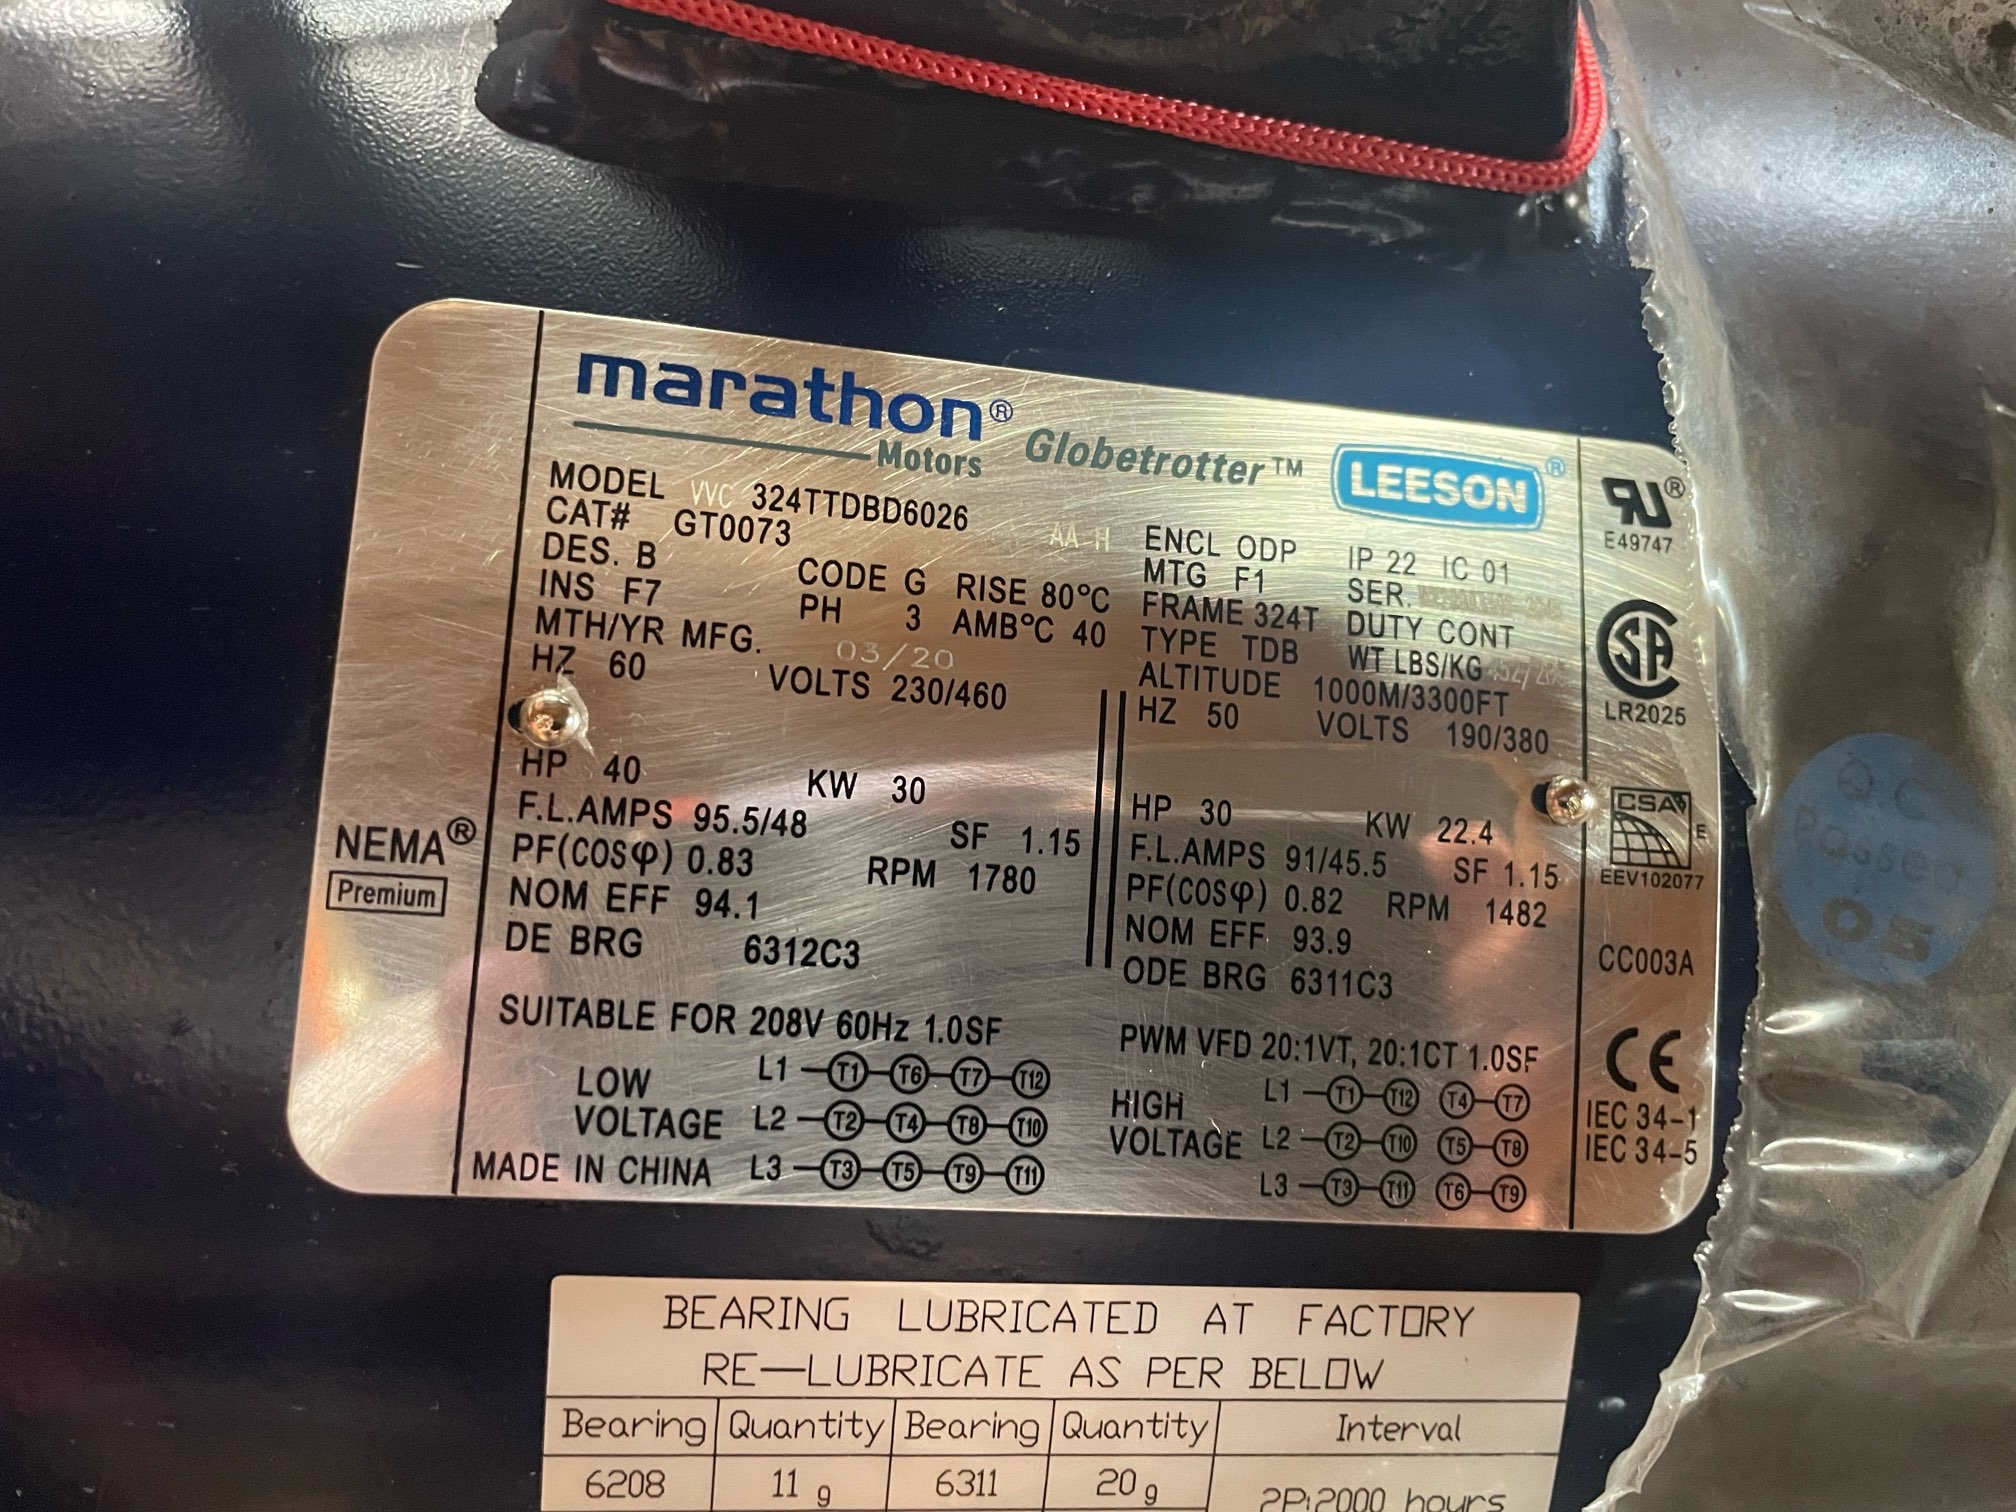 marathon®
Motors Globetrotter™ LEESON®
MODEL VVC 324TTDBD6026 AA H
CAT# GT0073
DES. B CODE G RISE 80°C
INS F7 PH 3 AMB°C 40
MTH/YR MFG. 03/20
HZ 60 VOLTS 230/460
HP 40 KW 30
F.L.AMPS 95.5/48 SF 1.15
PF(COSφ) 0.83 RPM 1780
NOM EFF 94.1
DE BRG 6312C3
ENCL ODP IP 22 IC 01
MTG F1 SER.
FRAME 324T DUTY CONT
TYPE TDB WT LBS/KG
ALTITUDE 1000M/3300FT
HZ 50 VOLTS 190/380
HP 30 KW 22.4
F.L.AMPS 91/45.5 SF 1.15
PF(COSφ) 0.82 RPM 1482
NOM EFF 93.9
ODE BRG 6311C3
SUITABLE FOR 208V 60Hz 1.0SF
PWM VFD 20:1VT, 20:1CT 1.0SF
LOW VOLTAGE
L1 T1 T6 T7 T12
L2 T2 T4 T8 T10
L3 T3 T5 T9 T11
MADE IN CHINA
HIGH VOLTAGE
L1 T1 T12 T4 T7
L2 T2 T10 T5 T8
L3 T3 T11 T6 T9
NEMA®
Premium
RU®
E49747
SA
LR2025
CSA
E
EEV102077
CC003A
CE
IEC 34-1
IEC 34-5
Q.C
passed
05
BEARING LUBRICATED AT FACTORY
RE-LUBRICATE AS PER BELOW
Bearing Quantity Bearing Quantity Interval
6208 11 g 6311 20 g 2P:2000 hours